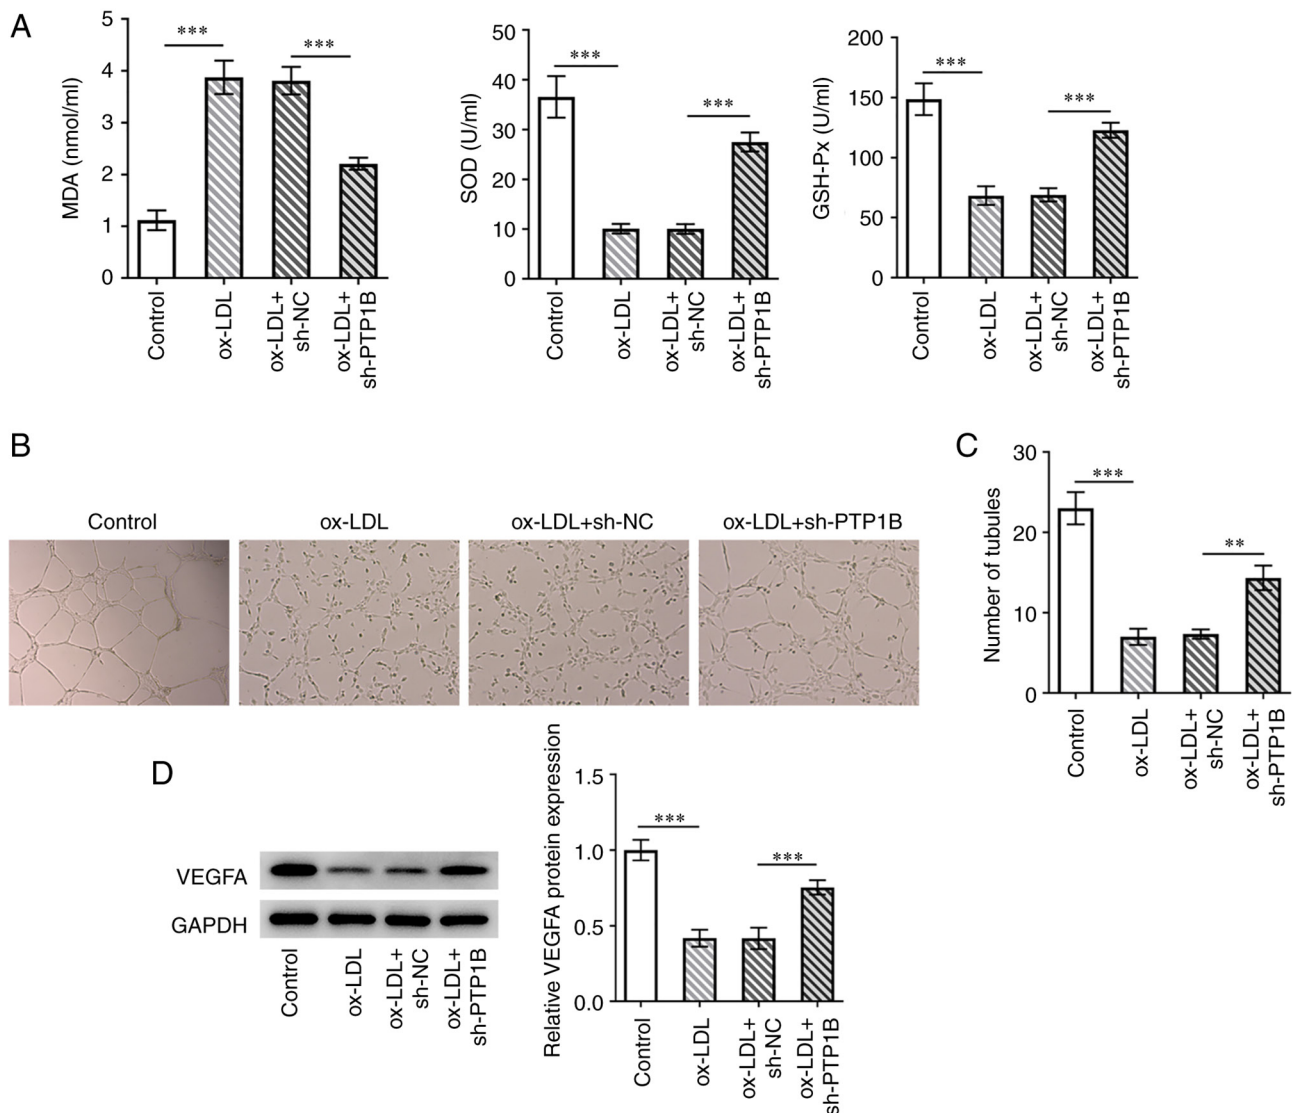 A
MDA (nmol/ml)
5
4
3
2
1
0
***
***
Control
ox-LDL
ox-LDL+
sh-NC
ox-LDL+
sh-PTP1B
SOD (U/ml)
50
40
30
20
10
0
***
***
Control
ox-LDL
ox-LDL+
sh-NC
ox-LDL+
sh-PTP1B
GSH-Px (U/ml)
200
150
100
50
0
***
***
Control
ox-LDL
ox-LDL+
sh-NC
ox-LDL+
sh-PTP1B
B
Control
ox-LDL
ox-LDL+sh-NC
ox-LDL+sh-PTP1B
C
Number of tubules
30
20
10
0
***
**
Control
ox-LDL
ox-LDL+
sh-NC
ox-LDL+
sh-PTP1B
D
VEGFA
GAPDH
Control
ox-LDL
ox-LDL+
sh-NC
ox-LDL+
sh-PTP1B
Relative VEGFA protein expression
1.5
1.0
0.5
0.0
***
***
Control
ox-LDL
ox-LDL+
sh-NC
ox-LDL+
sh-PTP1B